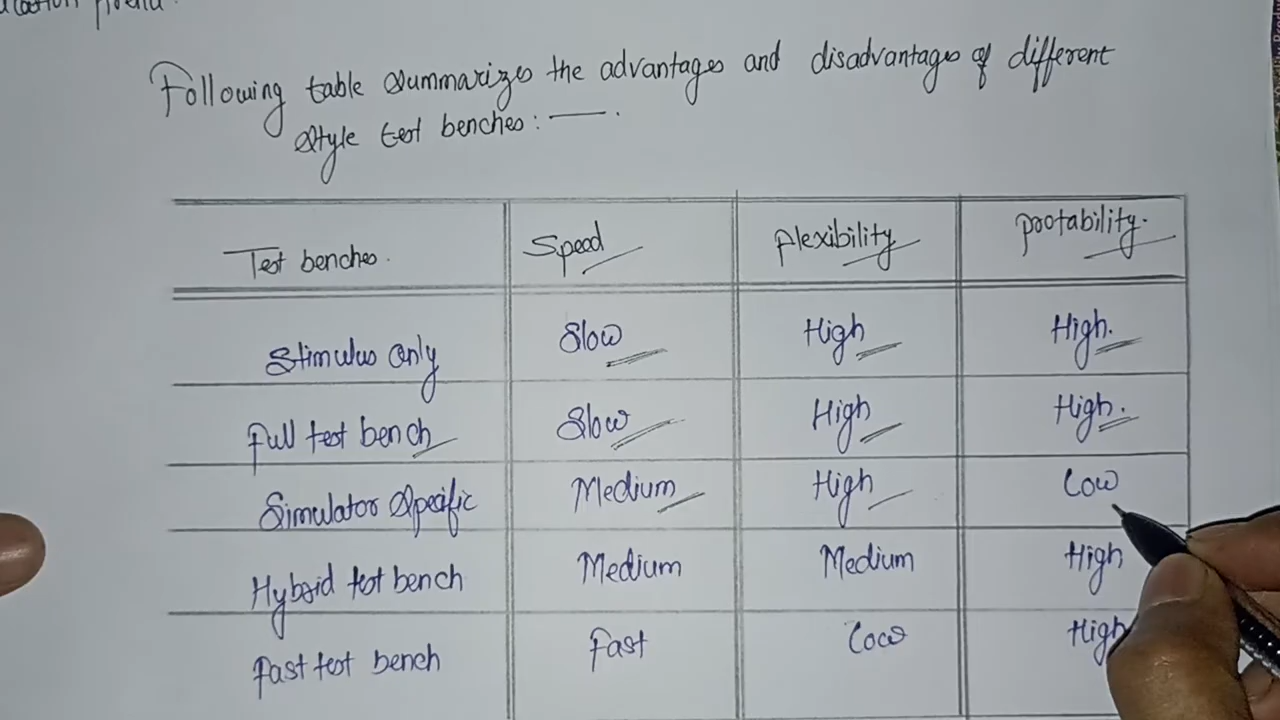 Following table summarizes the advantages and disadvantages of different
style test benches:—.
Test benches. Speed flexibility portability.
Stimulus Only Slow High High.
Full test bench Slow High High.
Simulator Specific Medium High Low
Hybrid test bench Medium Medium High
Fast test bench Fast Low High